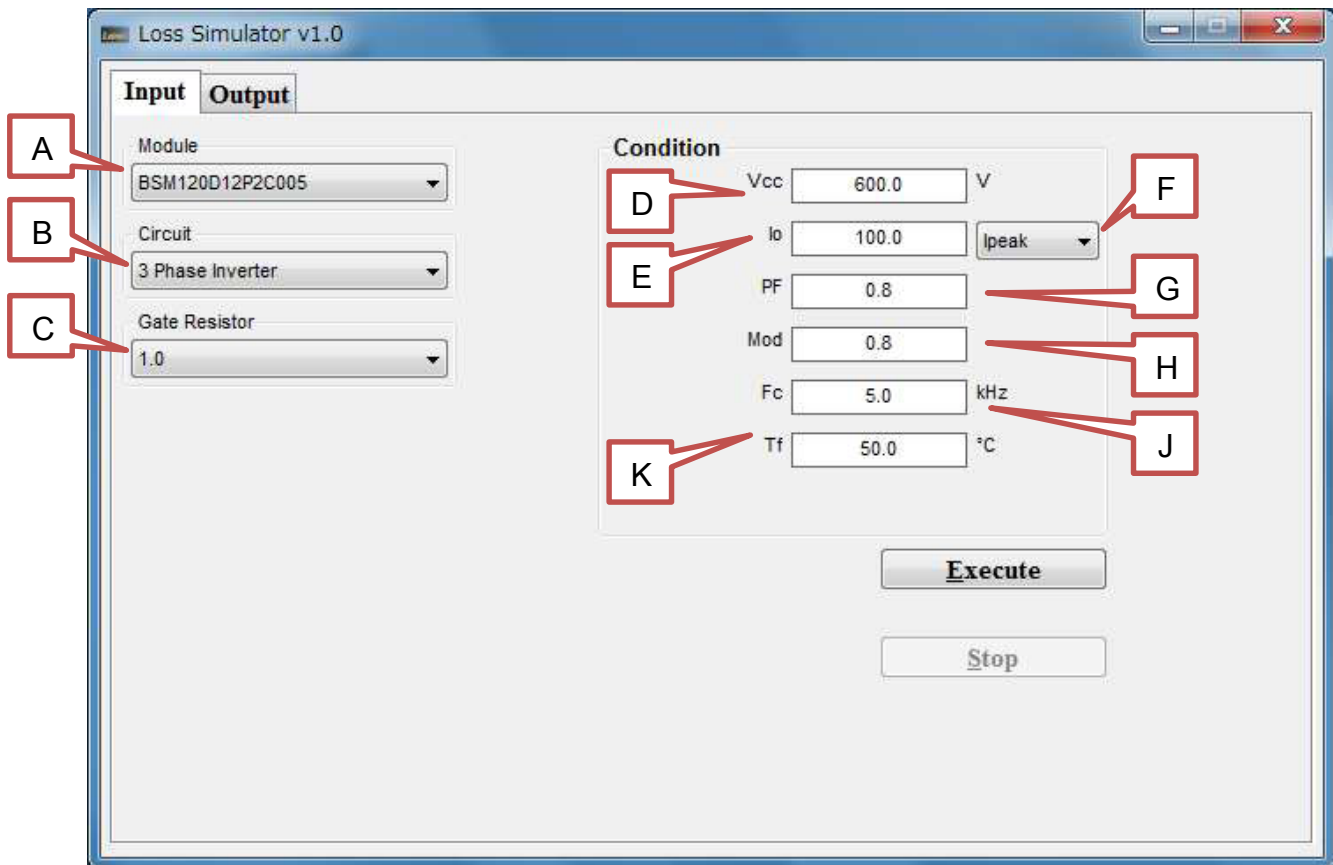 Loss Simulator v1.0
Input Output
A
Module
BSM120D12P2C005
B
Circuit
3 Phase Inverter
C
Gate Resistor
1.0
Condition
D
Vcc 600.0 V
F
E
Io 100.0 Ipeak
PF 0.8
G
Mod 0.8
H
Fc 5.0 kHz
J
K
Tf 50.0 °C
Execute
Stop